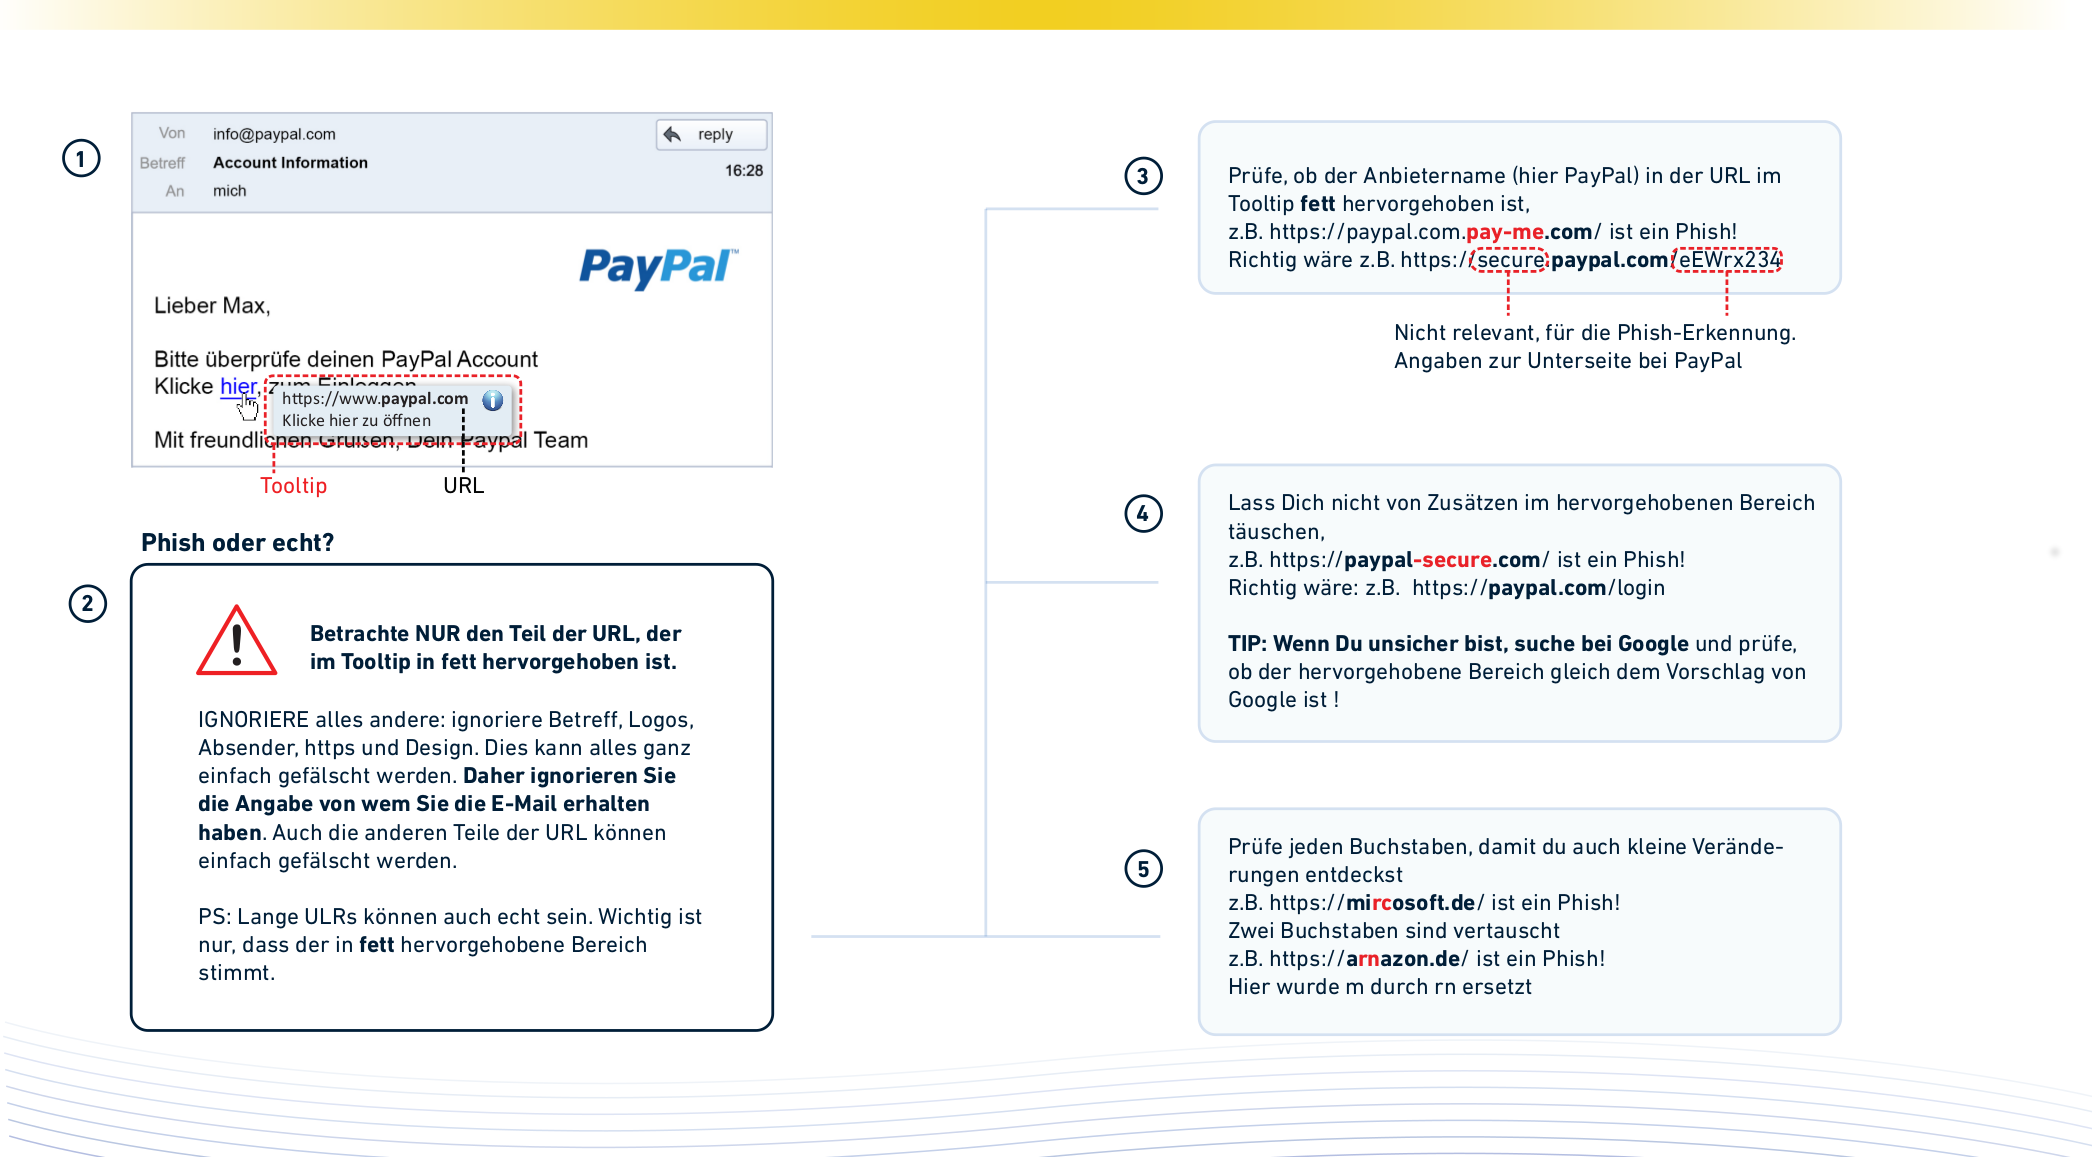 1
Von info@paypal.com reply
Betreff Account Information 16:28
An mich
PayPal™
Lieber Max,
Bitte überprüfe deinen PayPal Account
Klicke hier, zum Einloggen
https://www.paypal.com
Klicke hier zu öffnen
Mit freundlichen Grüßen, Dein Paypal Team
Tooltip URL
Phish oder echt?
2
Betrachte NUR den Teil der URL, der
im Tooltip in fett hervorgehoben ist.
IGNORIERE alles andere: ignoriere Betreff, Logos,
Absender, https und Design. Dies kann alles ganz
einfach gefälscht werden. Daher ignorieren Sie
die Angabe von wem Sie die E-Mail erhalten
haben. Auch die anderen Teile der URL können
einfach gefälscht werden.
PS: Lange ULRs können auch echt sein. Wichtig ist
nur, dass der in fett hervorgehobene Bereich
stimmt.
3
Prüfe, ob der Anbietername (hier PayPal) in der URL im
Tooltip fett hervorgehoben ist,
z.B. https://paypal.com.pay-me.com/ ist ein Phish!
Richtig wäre z.B. https://secure.paypal.com/eEWrx234
Nicht relevant, für die Phish-Erkennung.
Angaben zur Unterseite bei PayPal
4
Lass Dich nicht von Zusätzen im hervorgehobenen Bereich
täuschen,
z.B. https://paypal-secure.com/ ist ein Phish!
Richtig wäre: z.B. https://paypal.com/login
TIP: Wenn Du unsicher bist, suche bei Google und prüfe,
ob der hervorgehobene Bereich gleich dem Vorschlag von
Google ist !
5
Prüfe jeden Buchstaben, damit du auch kleine Verände-
rungen entdeckst
z.B. https://mircosoft.de/ ist ein Phish!
Zwei Buchstaben sind vertauscht
z.B. https://arnazon.de/ ist ein Phish!
Hier wurde m durch rn ersetzt